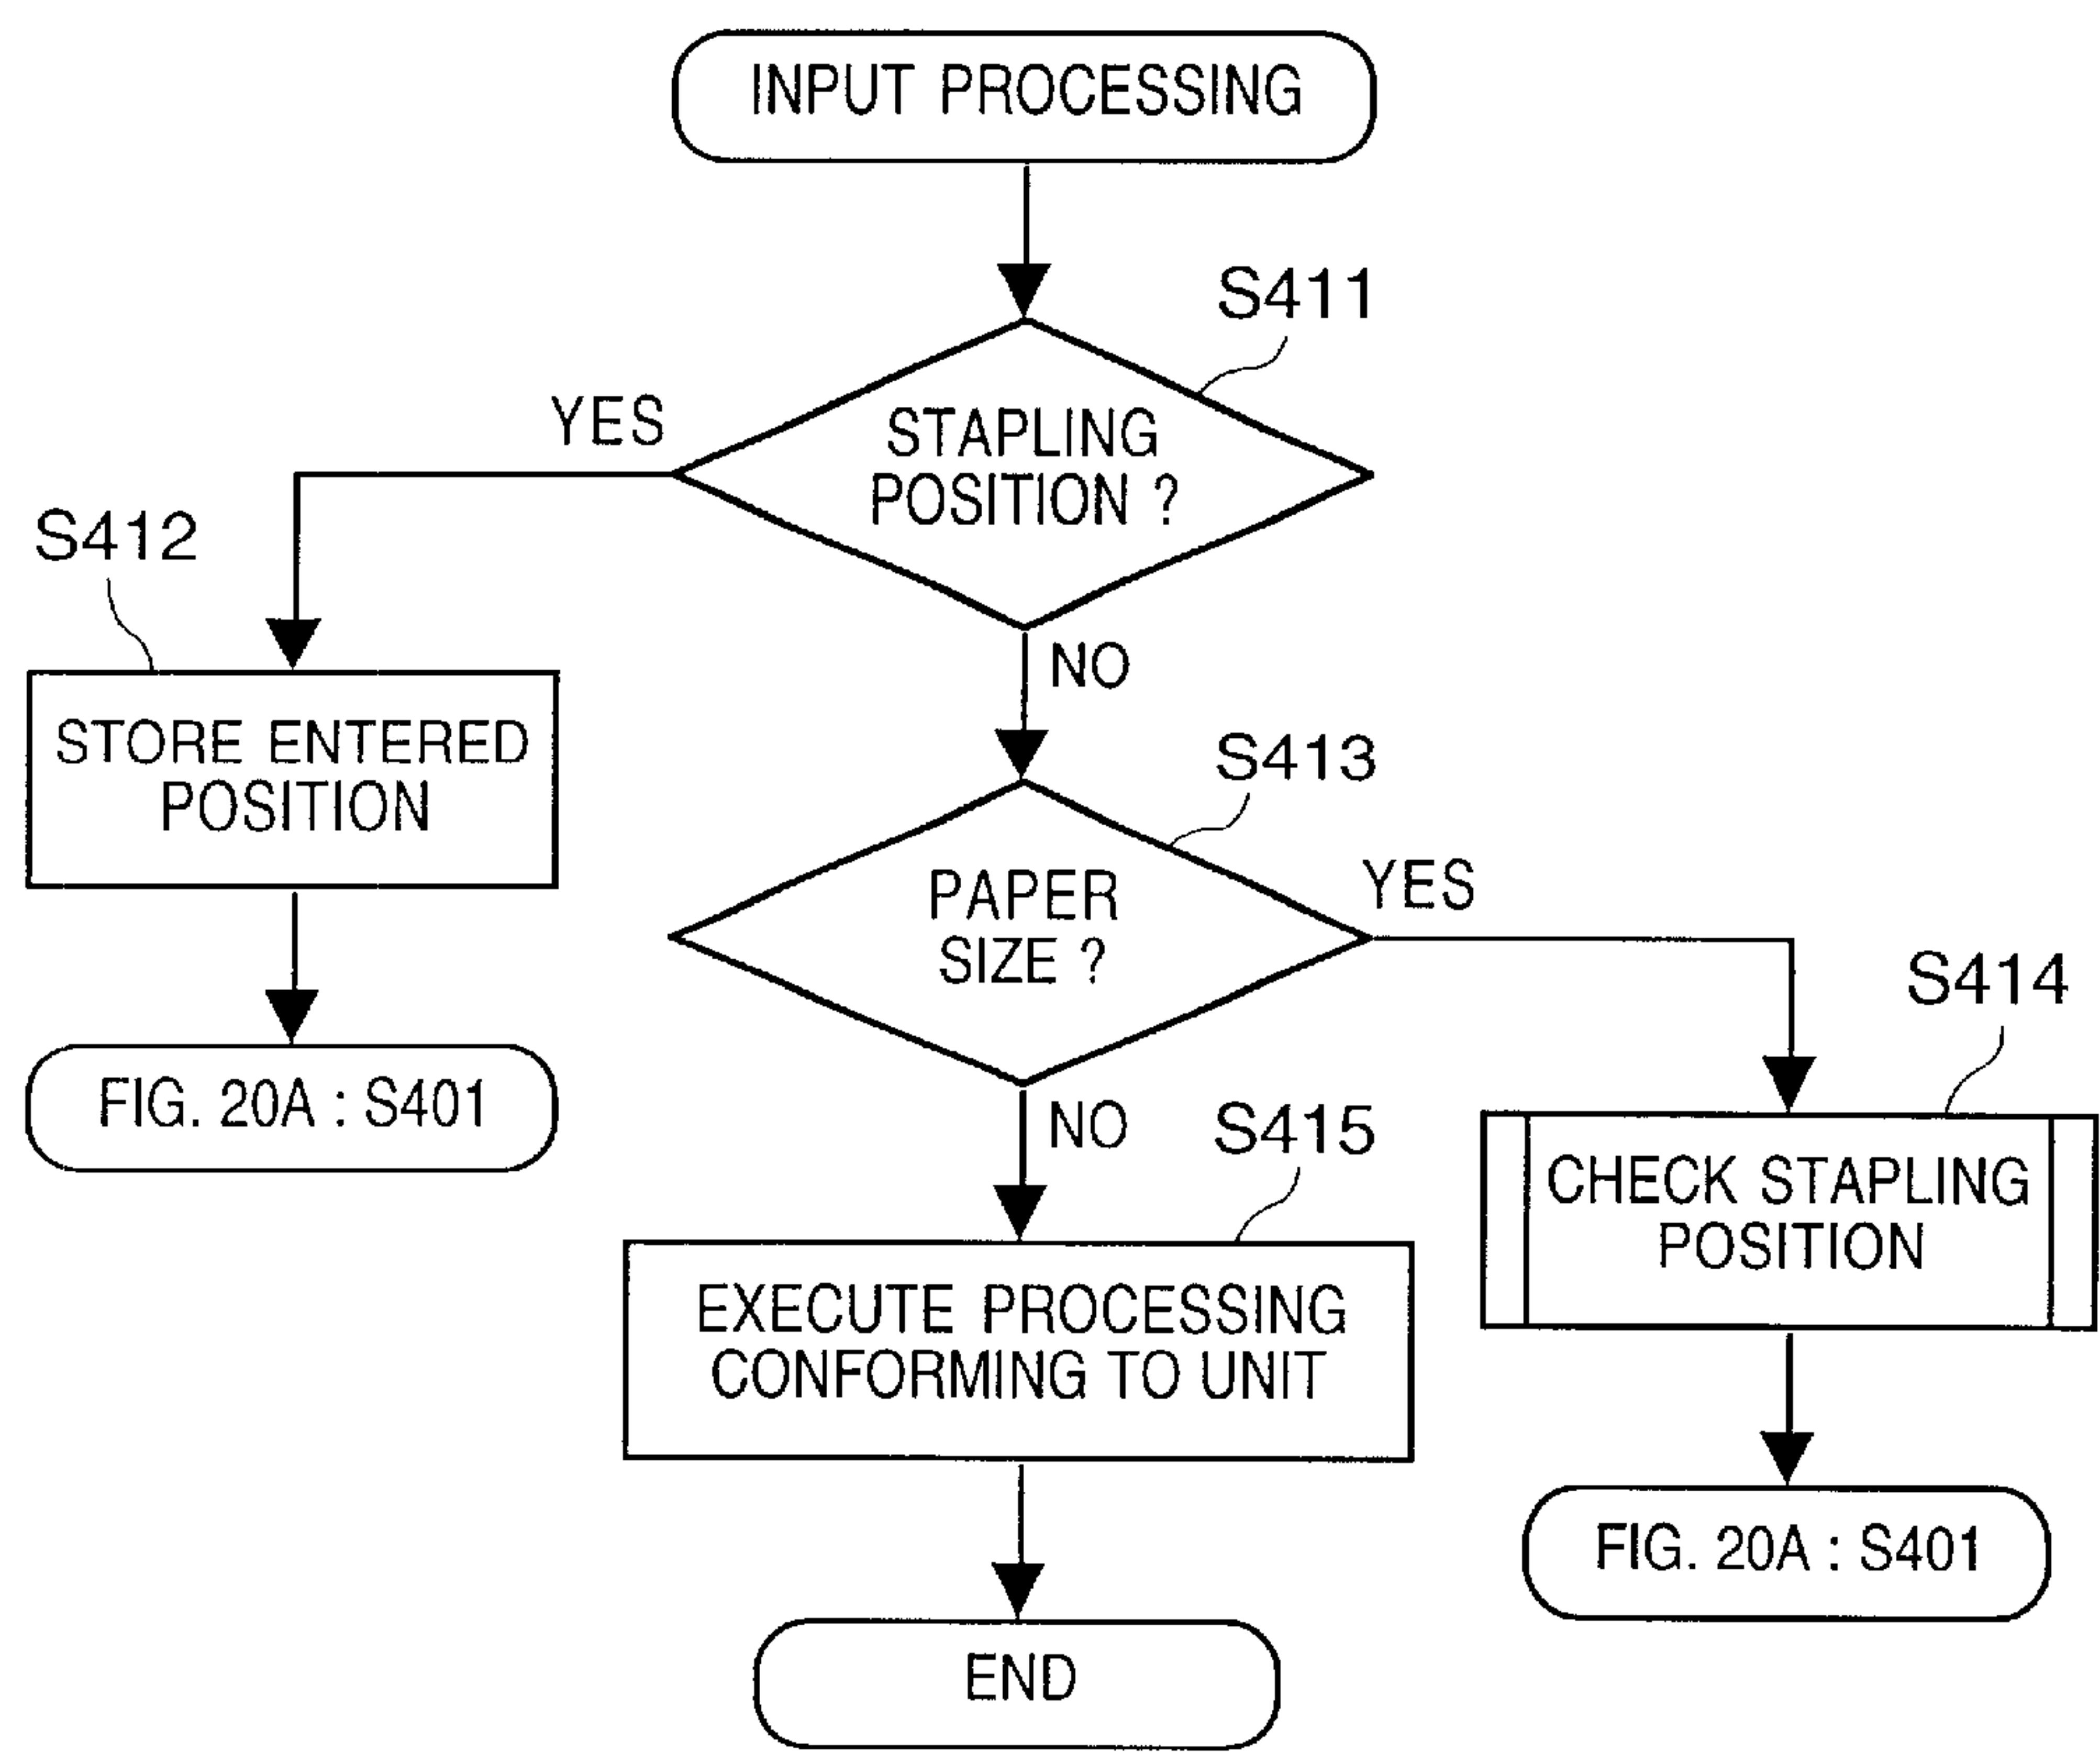 INPUT PROCESSING
S411
STAPLING
POSITION ?
YES
NO
S412
STORE ENTERED
POSITION
FIG. 20A : S401
S413
PAPER
SIZE ?
YES
NO
S414
CHECK STAPLING
POSITION
FIG. 20A : S401
S415
EXECUTE PROCESSING
CONFORMING TO UNIT
END